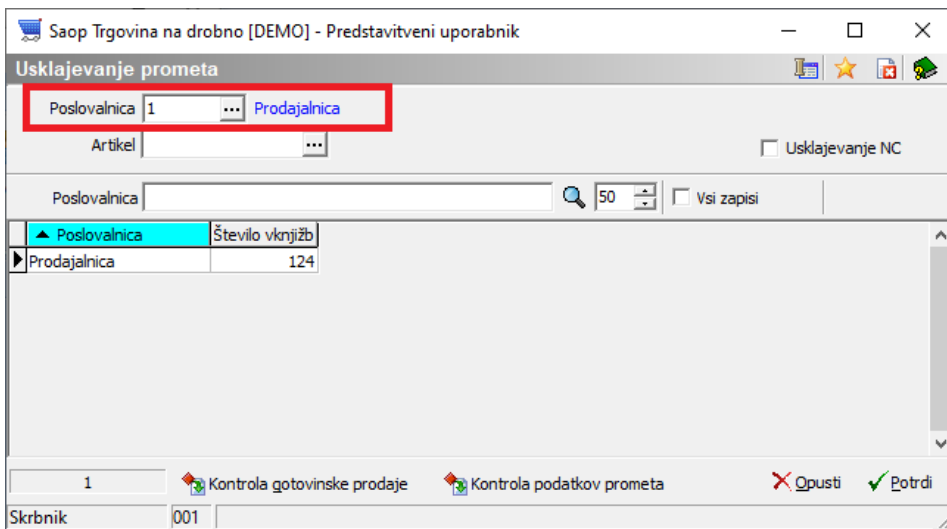 Saop Trgovina na drobno [DEMO] - Predstavitveni uporabnik
Usklajevanje prometa
Poslovalnica 1 ... Prodajalnica
Artikel ... Usklajevanje NC
Poslovalnica 50 Vsi zapisi
Poslovalnica Število vknjižb
Prodajalnica 124
1 Kontrola gotovinske prodaje Kontrola podatkov prometa Opusti Potrdi
Skrbnik 001